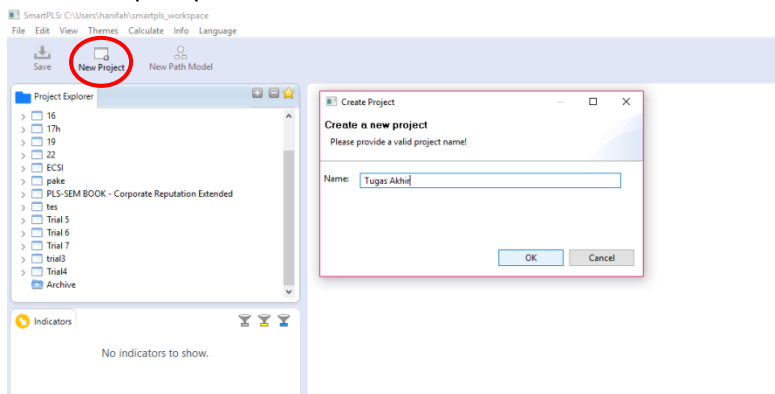 SmartPLS: C:\Users\hanifah\smartpls_workspace
File Edit View Themes Calculate Info Language
Save New Project New Path Model
Project Explorer
16
17h
19
22
ECSI
pake
PLS-SEM BOOK - Corporate Reputation Extended
tes
Trial 5
Trial 6
Trial 7
trial3
Trial4
Archive
Indicators
No indicators to show.
Create Project
Create a new project
Please provide a valid project name!
Name: Tugas Akhir
OK Cancel